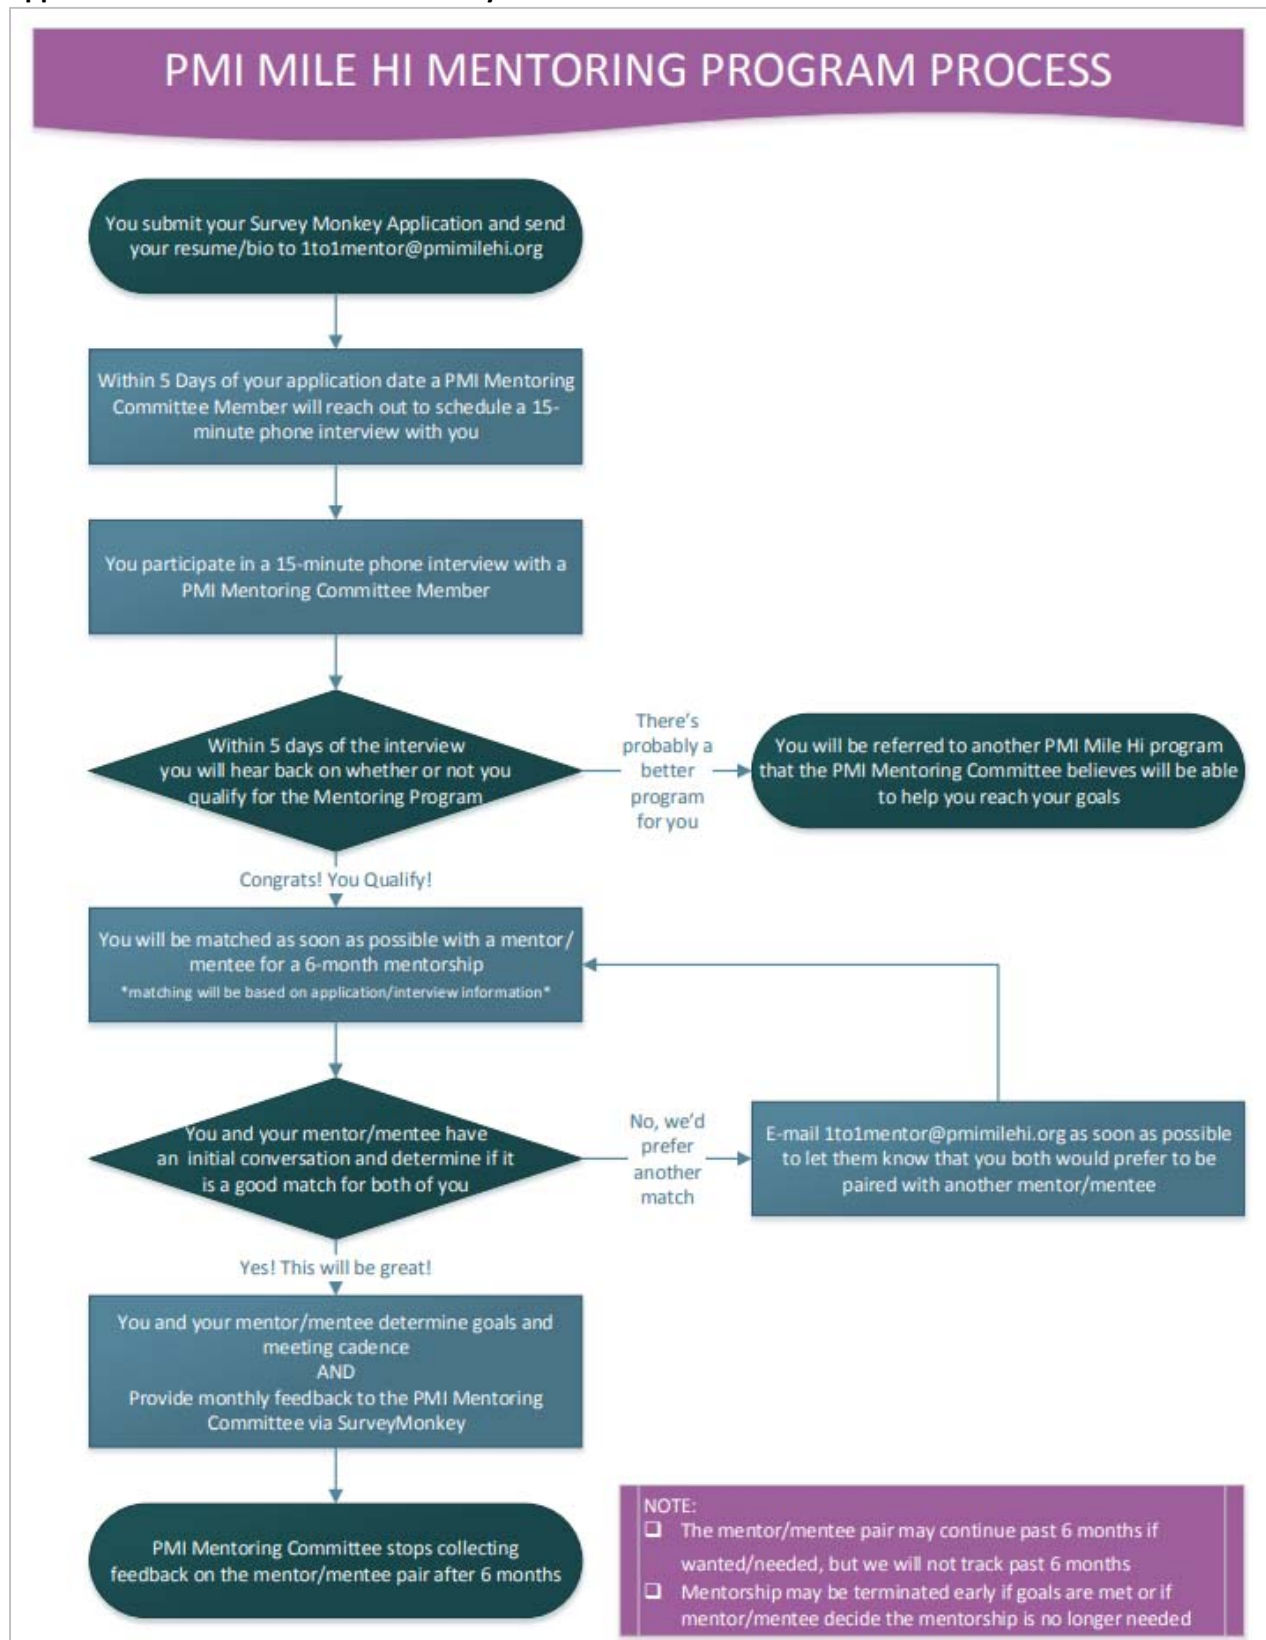 PMI MILE HI MENTORING PROGRAM PROCESS
You submit your Survey Monkey Application and send
your resume/bio to 1to1mentor@pmimilehi.org
Within 5 Days of your application date a PMI Mentoring
Committee Member will reach out to schedule a 15-
minute phone interview with you
You participate in a 15-minute phone interview with a
PMI Mentoring Committee Member
Within 5 days of the interview
you will hear back on whether or not you
qualify for the Mentoring Program
There's
probably a
better
program
for you
You will be referred to another PMI Mile Hi program
that the PMI Mentoring Committee believes will be able
to help you reach your goals
Congrats! You Qualify!
You will be matched as soon as possible with a mentor/
mentee for a 6-month mentorship
*matching will be based on application/interview information*
You and your mentor/mentee have
an initial conversation and determine if it
is a good match for both of you
No, we'd
prefer
another
match
E-mail 1to1mentor@pmimilehi.org as soon as possible
to let them know that you both would prefer to be
paired with another mentor/mentee
Yes! This will be great!
You and your mentor/mentee determine goals and
meeting cadence
AND
Provide monthly feedback to the PMI Mentoring
Committee via SurveyMonkey
PMI Mentoring Committee stops collecting
feedback on the mentor/mentee pair after 6 months
NOTE:
❑ The mentor/mentee pair may continue past 6 months if
wanted/needed, but we will not track past 6 months
❑ Mentorship may be terminated early if goals are met or if
mentor/mentee decide the mentorship is no longer needed